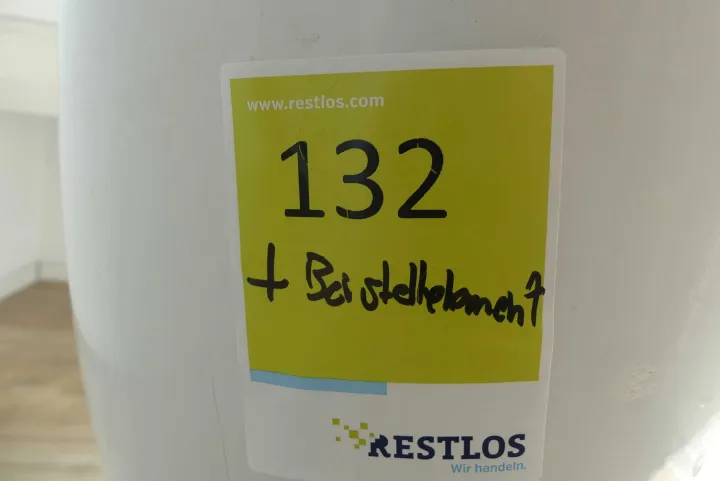 www.restlos.com
132
+ Beistellelement
RESTLOS
Wir handeln.